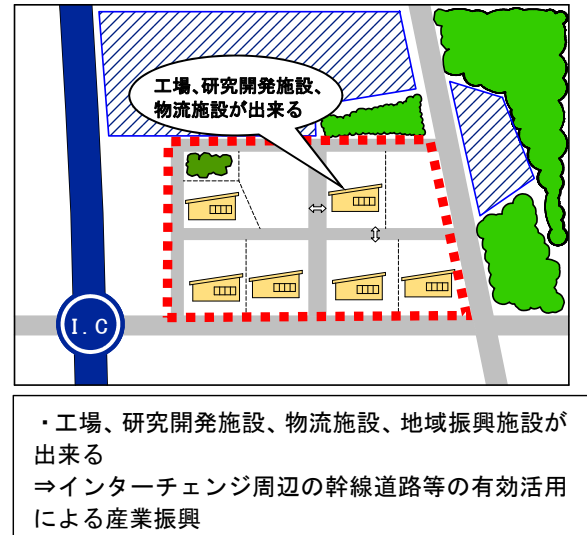 工場、研究開発施設、
物流施設が出来る
I.C
・工場、研究開発施設、物流施設、地域振興施設が
出来る
⇒インターチェンジ周辺の幹線道路等の有効活用
による産業振興